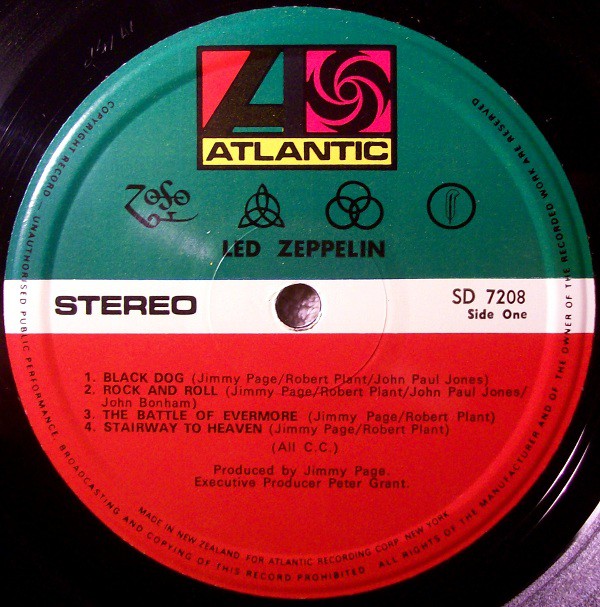 ATLANTIC
ZOSO
LED ZEPPELIN
STEREO
SD 7208
Side One
1. BLACK DOG (Jimmy Page/Robert Plant/John Paul Jones)
2. ROCK AND ROLL (Jimmy Page/Robert Plant/John Paul Jones/
John Bonham)
3. THE BATTLE OF EVERMORE (Jimmy Page/Robert Plant)
4. STAIRWAY TO HEAVEN (Jimmy Page/Robert Plant)
(All C.C.)
Produced by Jimmy Page.
Executive Producer Peter Grant.
MADE IN NEW ZEALAND FOR ATLANTIC RECORDING CORP. NEW YORK
COPYRIGHT RECORD — UNAUTHORISED PUBLIC PERFORMANCE, BROADCASTING AND COPYING OF THIS RECORD PROHIBITED ALL RIGHTS OF THE MANUFACTURER AND OF THE OWNER OF THE RECORDED WORK ARE RESERVED